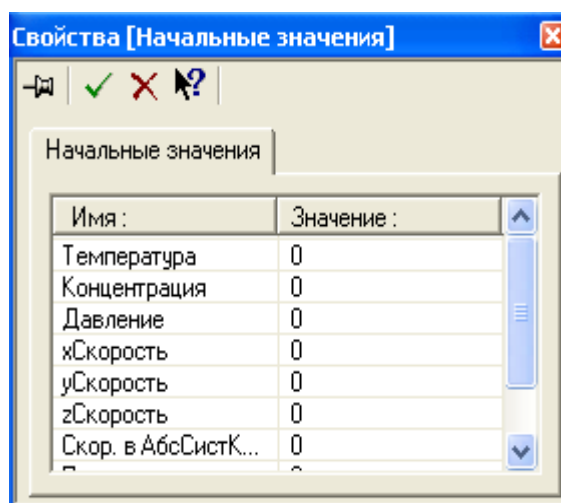 Свойства [Начальные значения]
Начальные значения
Имя : Значение :
Температура 0
Концентрация 0
Давление 0
xСкорость 0
yСкорость 0
zСкорость 0
Скор. в АбсСистК... 0